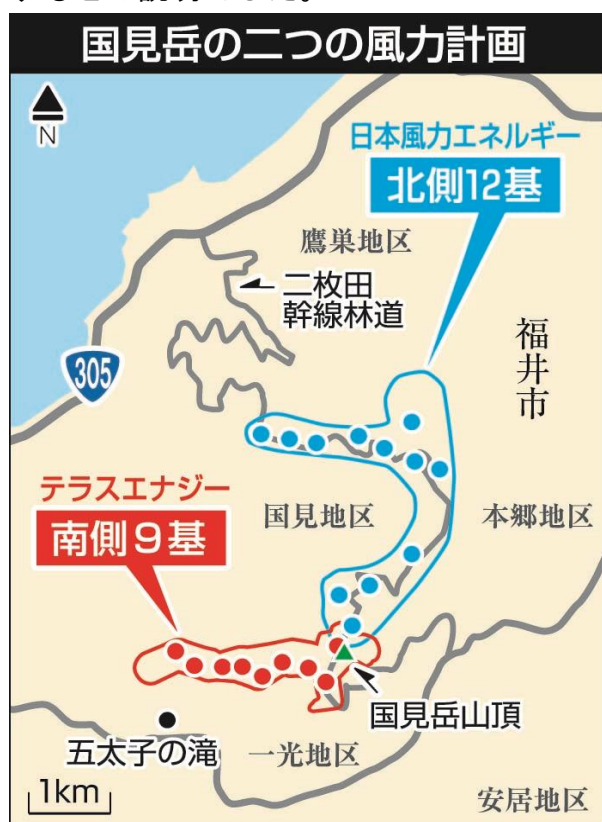 国見岳の二つの風力計画
N
日本風力エネルギー
北側12基
鷹巣地区
二枚田
幹線林道
福井市
305
テラスエナジー
南側9基
国見地区
本郷地区
国見岳山頂
五太子の滝
一光地区
1km
安居地区